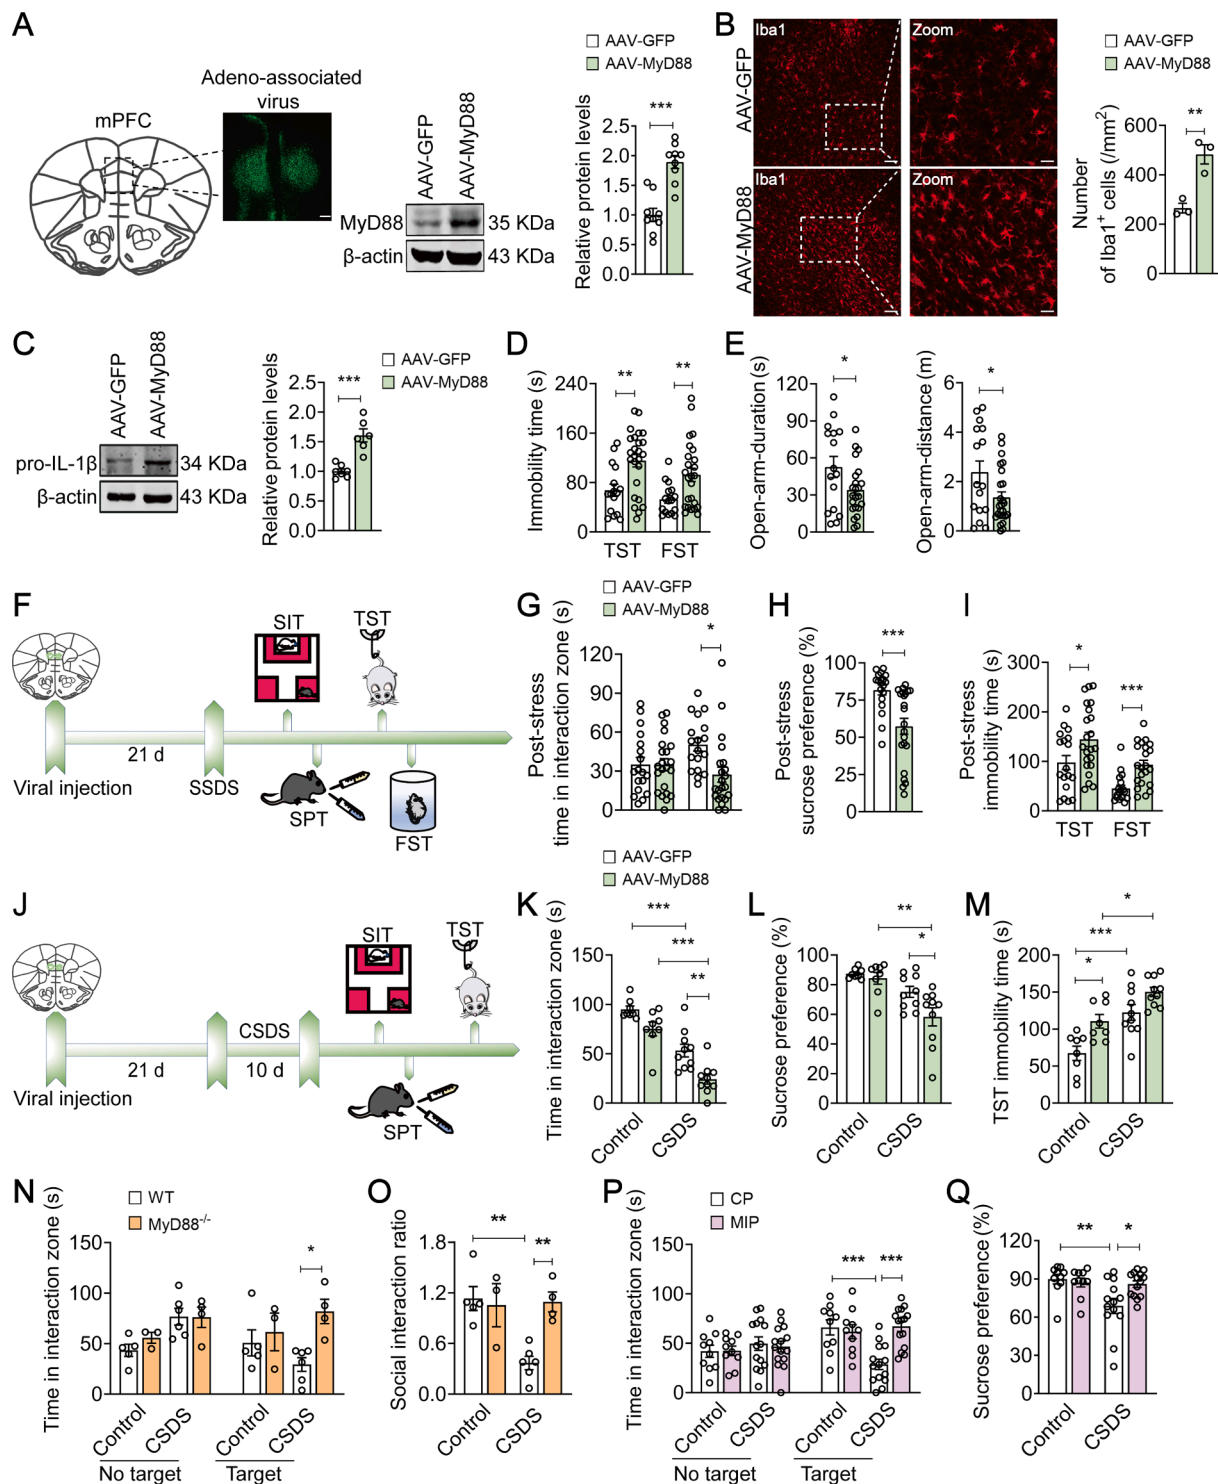 A
Adeno-associated
virus
mPFC
AAV-GFP
AAV-MyD88
MyD88
35 KDa
β-actin
43 KDa
AAV-GFP
AAV-MyD88
Relative protein levels
***
2.5
2.0
1.5
1.0
0.5
0.0
B
AAV-GFP
AAV-MyD88
Iba1
Zoom
Iba1
Zoom
AAV-GFP
AAV-MyD88
Number
of Iba1+ cells (/mm2)
**
600
400
200
0
C
AAV-GFP
AAV-MyD88
pro-IL-1β
34 KDa
β-actin
43 KDa
AAV-GFP
AAV-MyD88
Relative protein levels
***
2.5
2.0
1.5
1.0
0.5
0.0
D
Immobility time (s)
** **
240
160
80
0
TST FST
E
Open-arm-duration (s)
*
120
90
60
30
0
Open-arm-distance (m)
*
6
4
2
0
AAV-GFP
AAV-MyD88
F
SIT
TST
21 d
Viral injection
SSDS
SPT
FST
G
Post-stress
time in interaction zone (s)
*
120
90
60
30
0
H
Post-stress
sucrose preference (%)
***
100
75
50
25
0
I
Post-stress
immobility time (s)
* ***
300
200
100
0
TST FST
AAV-GFP
AAV-MyD88
J
SIT
TST
CSDS
21 d
10 d
Viral injection
SPT
K
Time in interaction zone (s)
***
***
**
150
100
50
0
Control
CSDS
L
Sucrose preference (%)
**
*
100
80
60
40
20
0
Control
CSDS
M
TST immobility time (s)
*
***
*
200
150
100
50
0
Control
CSDS
N
WT
MyD88-/-
Time in interaction zone (s)
*
150
100
50
0
Control
CSDS
Control
CSDS
No target
Target
O
Social interaction ratio
**
**
1.8
1.2
0.6
0.0
Control
CSDS
P
CP
MIP
Time in interaction zone (s)
*** ***
150
100
50
0
Control
CSDS
Control
CSDS
No target
Target
Q
Sucrose preference (%)
** *
120
90
60
30
0
Control
CSDS